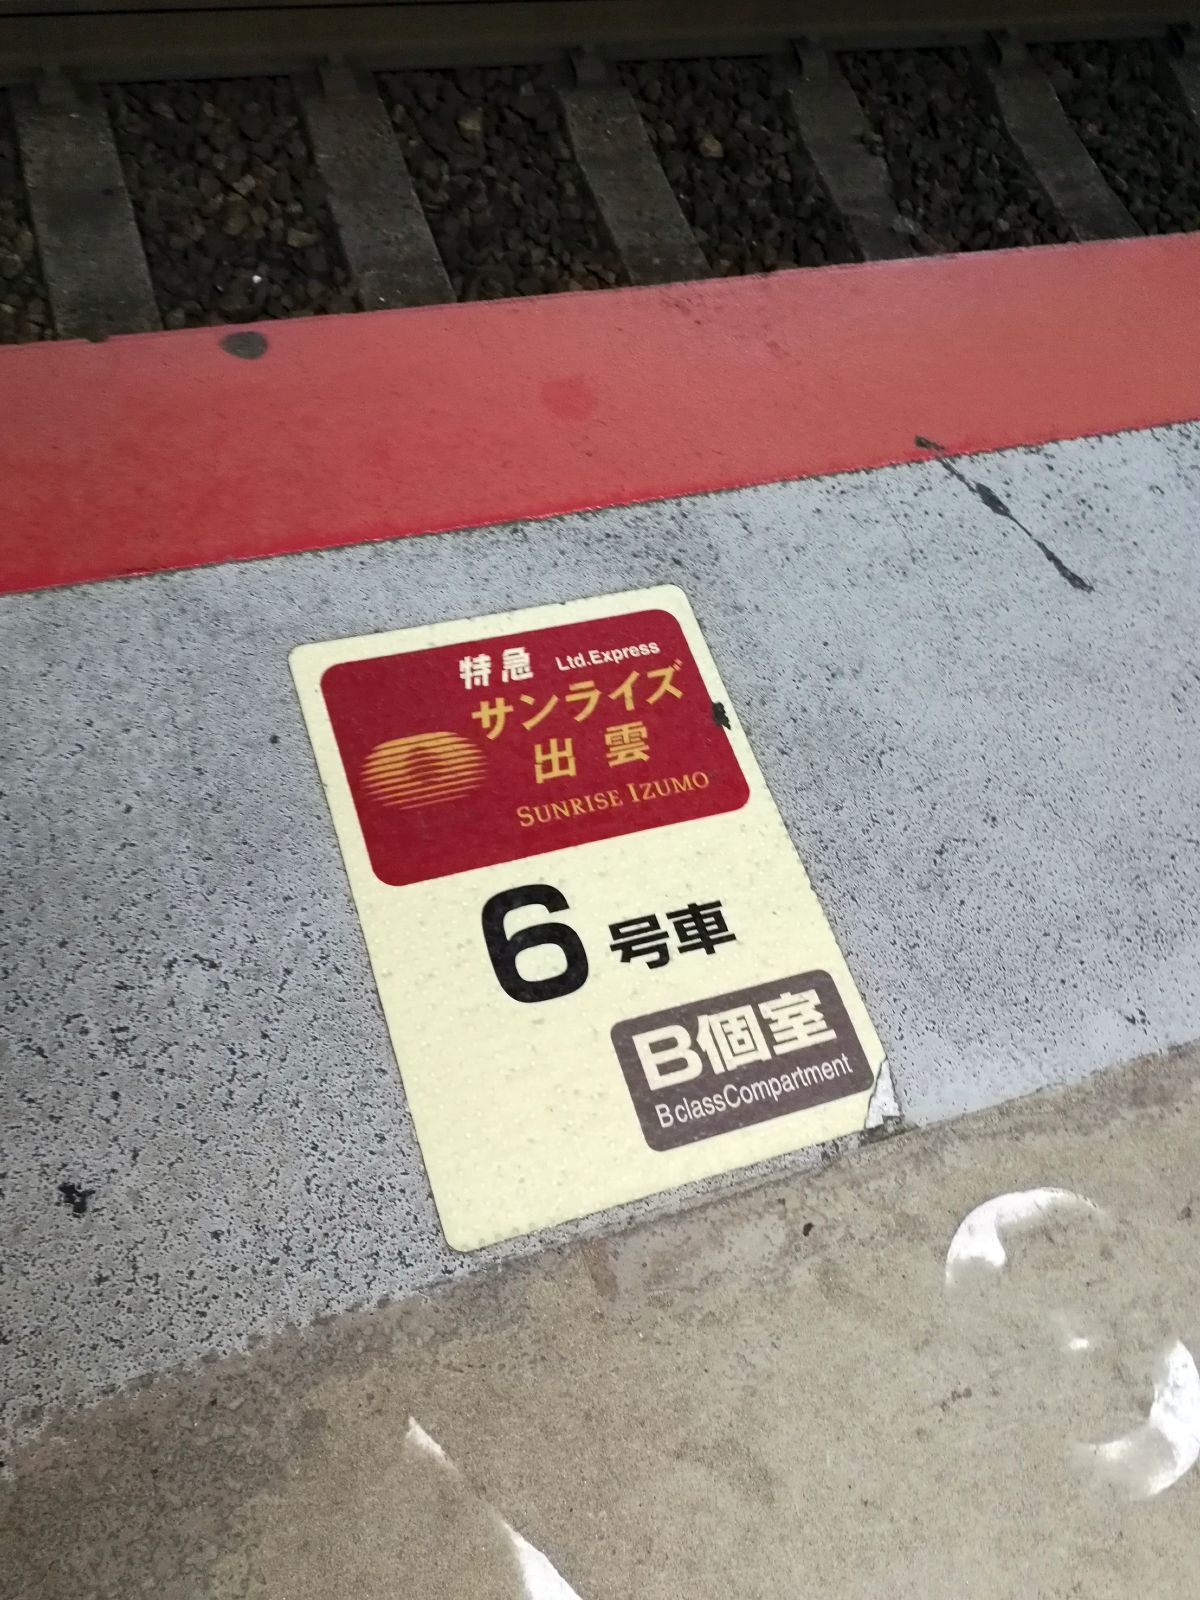 特急 Ltd.Express
サンライズ
出雲
SUNRISE IZUMO
6号車
B個室
B classCompartment